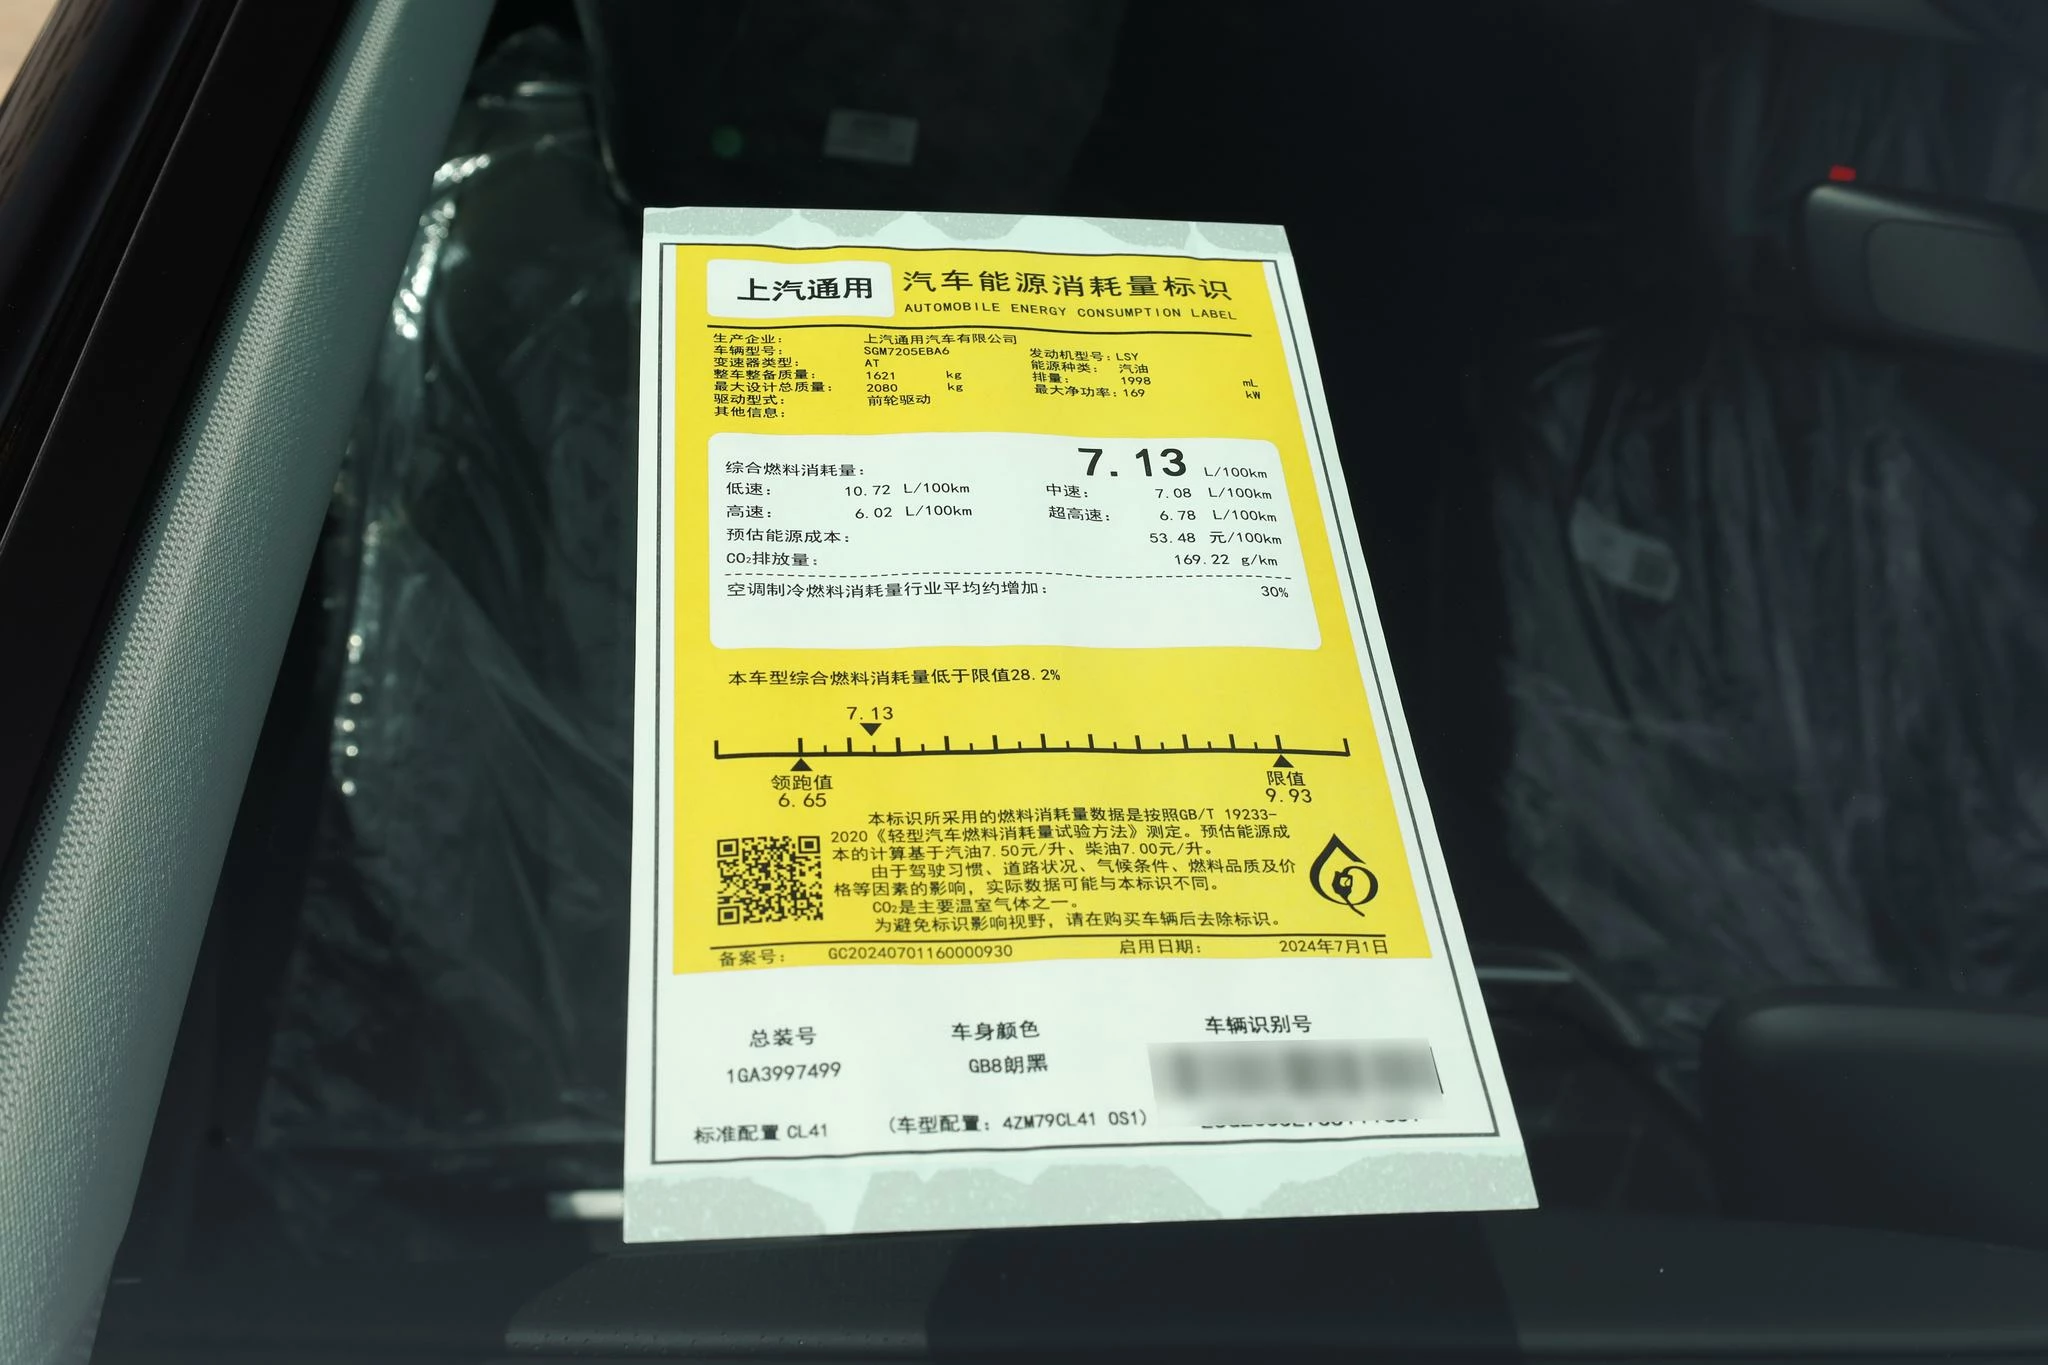 上汽通用
汽车能源消耗量标识
AUTOMOBILE ENERGY CONSUMPTION LABEL
生产企业: 上汽通用汽车有限公司
车辆型号: SGM7205EBA6 发动机型号: LSY
变速器类型: AT 能源种类: 汽油
整车整备质量: 1621 kg 排量: 1998 mL
最大设计总质量: 2080 kg 最大净功率: 169 kW
驱动型式: 前轮驱动
其他信息:
综合燃料消耗量: 7.13 L/100km
低速: 10.72 L/100km 中速: 7.08 L/100km
高速: 6.02 L/100km 超高速: 6.78 L/100km
预估能源成本: 53.48 元/100km
CO₂排放量: 169.22 g/km
空调制冷燃料消耗量行业平均约增加: 30%
本车型综合燃料消耗量低于限值28.2%
7.13
领跑值 限值
6.65 9.93
本标识所采用的燃料消耗量数据是按照GB/T 19233-
2020《轻型汽车燃料消耗量试验方法》测定。预估能源成
本的计算基于汽油7.50元/升、柴油7.00元/升。
由于驾驶习惯、道路状况、气候条件、燃料品质及价
格等因素的影响，实际数据可能与本标识不同。
CO₂是主要温室气体之一。
为避免标识影响视野，请在购买车辆后去除标识。
备案号: GC20240701160000930 启用日期: 2024年7月1日
总装号 车身颜色 车辆识别号
1GA3997499 GB8朗黑
标准配置 CL41 (车型配置: 4ZM79CL41 0S1)